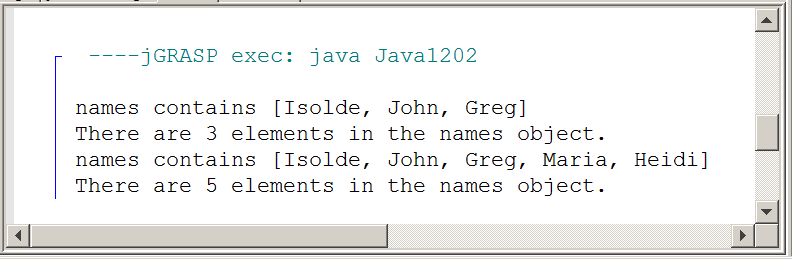 ----jGRASP exec: java Java1202
names contains [Isolde, John, Greg]
There are 3 elements in the names object.
names contains [Isolde, John, Greg, Maria, Heidi]
There are 5 elements in the names object.